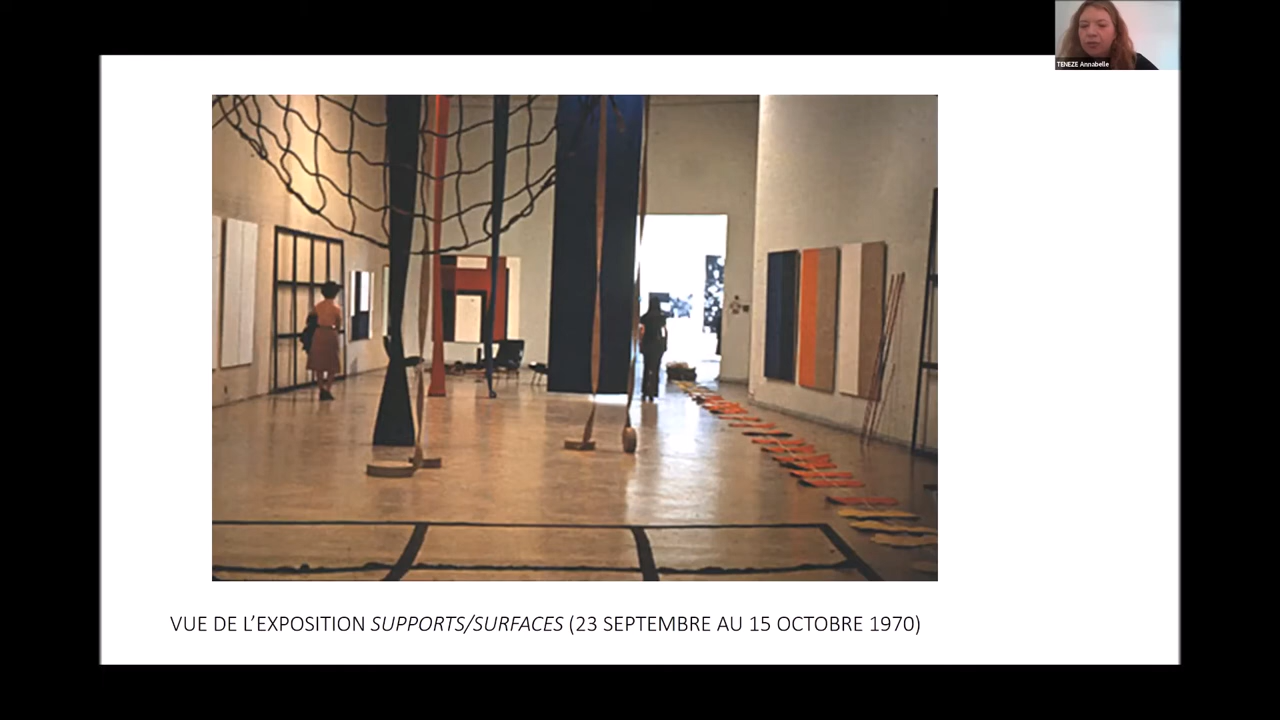 TENEZE Annabelle
VUE DE L'EXPOSITION SUPPORTS/SURFACES (23 SEPTEMBRE AU 15 OCTOBRE 1970)